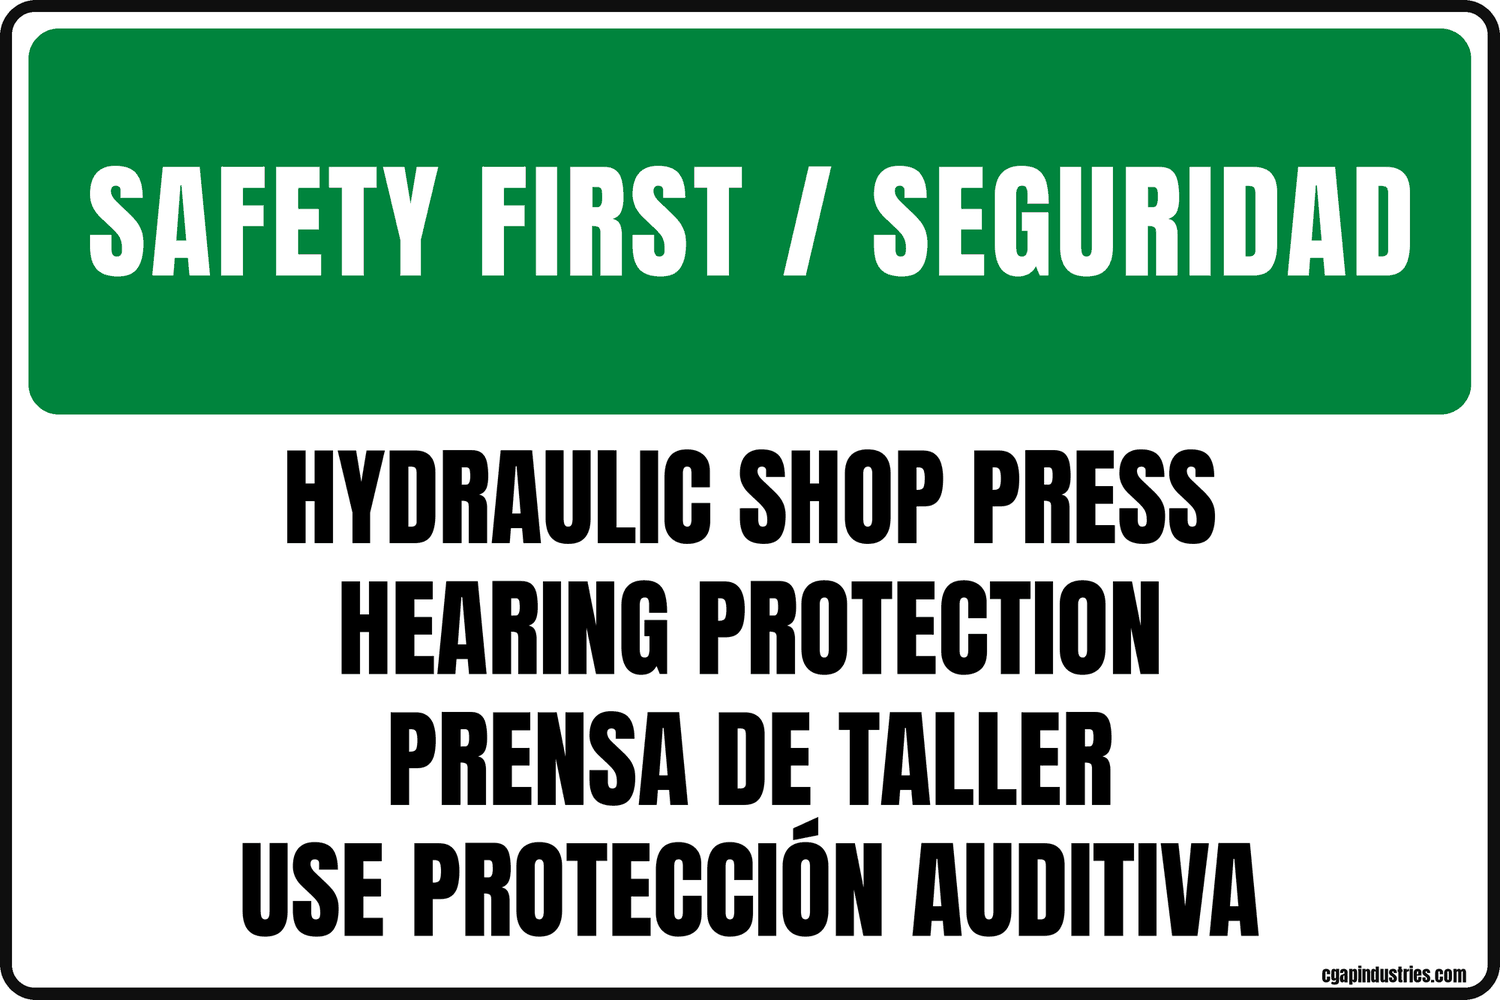 SAFETY FIRST / SEGURIDAD
HYDRAULIC SHOP PRESS
HEARING PROTECTION
PRENSA DE TALLER
USE PROTECCIÓN AUDITIVA
cgapindustries.com